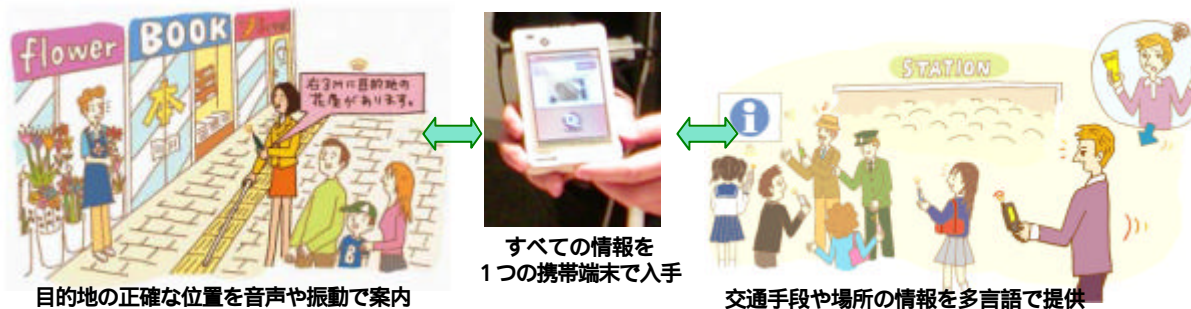 flower
BOOK
本
右3Mに目的地の
花屋があります。
目的地の正確な位置を音声や振動で案内
すべての情報を
1つの携帯端末で入手
STATION
i
B
交通手段や場所の情報を多言語で提供